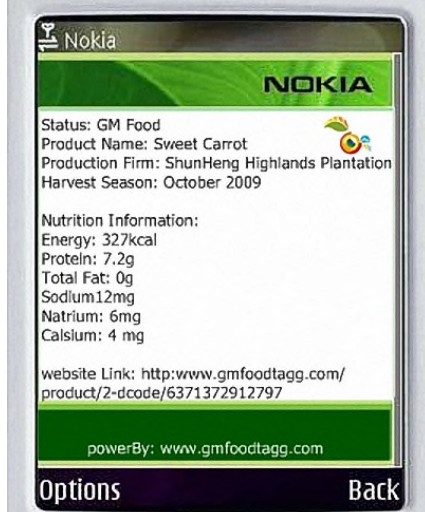 Nokia
NOKIA
Status: GM Food
Product Name: Sweet Carrot
Production Firm: ShunHeng Highlands Plantation
Harvest Season: October 2009
Nutrition Information:
Energy: 327kcal
Protein: 7.2g
Total Fat: 0g
Sodium12mg
Natrium: 6mg
Calsium: 4 mg
website Link: http:www.gmfoodtagg.com/
product/2-dcode/6371372912797
powerBy: www.gmfoodtagg.com
Options Back